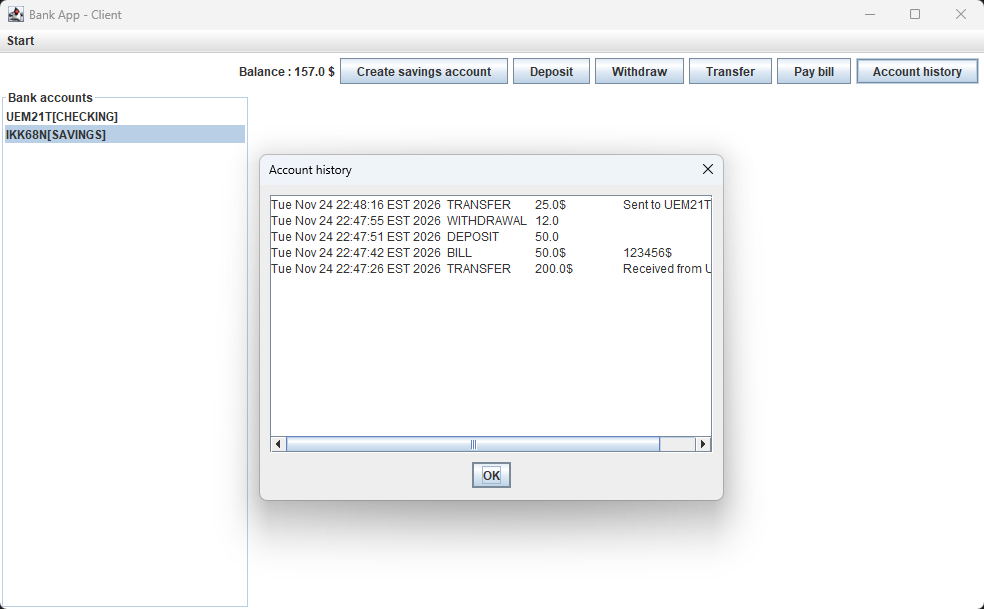 Bank App - Client
Start
Balance : 157.0 $ Create savings account Deposit Withdraw Transfer Pay bill Account history
Bank accounts
UEM21T[CHECKING]
IKK68N[SAVINGS]
Account history
Tue Nov 24 22:48:16 EST 2026 TRANSFER 25.0$ Sent to UEM21T
Tue Nov 24 22:47:55 EST 2026 WITHDRAWAL 12.0
Tue Nov 24 22:47:51 EST 2026 DEPOSIT 50.0
Tue Nov 24 22:47:42 EST 2026 BILL 50.0$ 123456$
Tue Nov 24 22:47:26 EST 2026 TRANSFER 200.0$ Received from U
OK